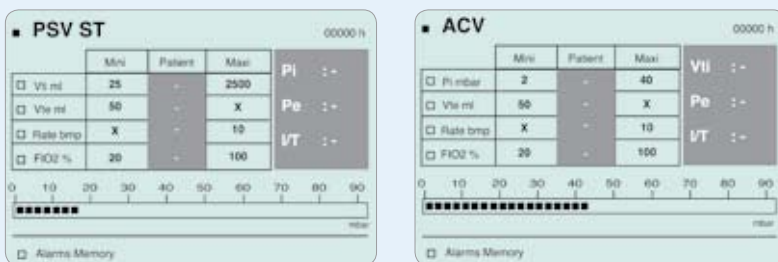 PSV ST 00000 h
Mini Patient Maxi
Vti ml 25 - 2500
Vte ml 50 - X
Rate bmp X - 10
FIO2 % 20 - 100
Pi :-
Pe :-
I/T :-
0 10 20 30 40 50 60 70 80 90
mbar
Alarms Memory
ACV 00000 h
Mini Patient Maxi
Pi mbar 2 - 40
Vte ml 50 - X
Rate bmp X - 10
FIO2 % 20 - 100
Vti :-
Pe :-
I/T :-
0 10 20 30 40 50 60 70 80 90
mbar
Alarms Memory